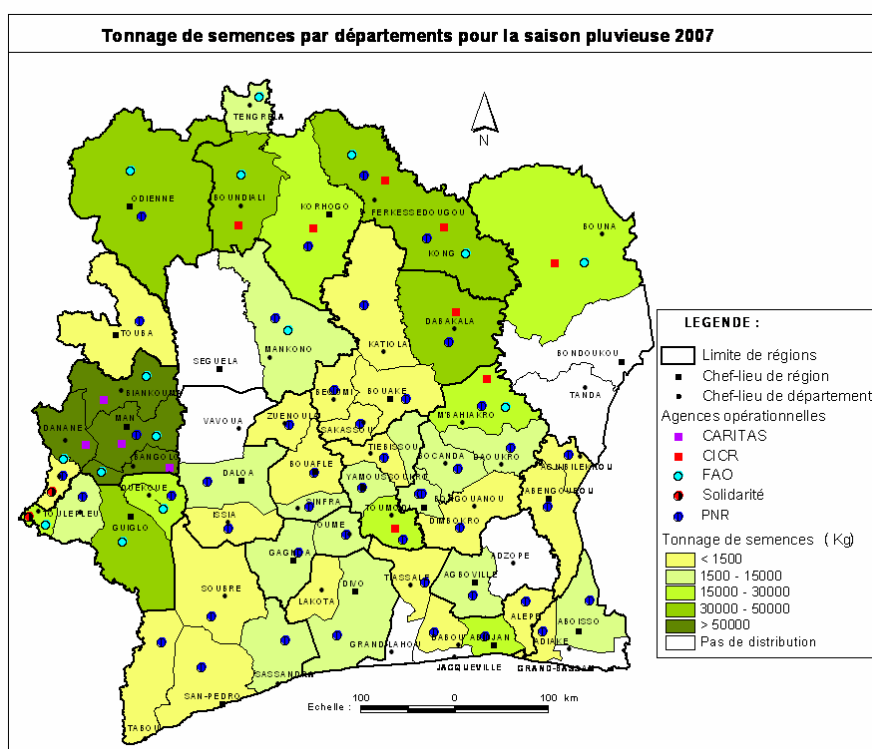 Tonnage de semences par départements pour la saison pluvieuse 2007
TENGRELA
N
ODIENNE
BOUNDIALI
KORHOGO
FERKESSEDOUGOU
KONG
BOUNA
TOUBA
SEGUELA
MANKONO
KATIOLA
DABAKALA
BONDOUKOU
TANDA
BIANKOUMA
DANANE
MAN
BANGOLO
VAVOUA
ZUENOULA
BEOUMI
BOUAKE
SAKASSOU
M'BAHIAKRO
TIEBISSOU
BOCANDA
DAOUKRO
AGNIBILEKROU
DUEKOUE
DALOA
BOUAFLE
YAMOUSSOUKRO
TOULEPLEU
GUIGLO
ISSIA
SINFRA
OUME
TOUMODI
DIMBOKRO
BONGOUANOU
ABENGOUROU
GAGNOA
ADZOPE
SOUBRE
LAKOTA
DIVO
TIASSALE
AGBOVILLE
ALEPE
ABOISSO
ADIAKE
DABOU
ABIDJAN
GRAND-LAHOU
JACQUEVILLE
GRAND-BASSAM
SASSANDRA
SAN-PEDRO
TABOU
LEGENDE :
Limite de régions
Chef-lieu de région
Chef-lieu de département
Agences opérationnelles
CARITAS
CICR
FAO
Solidarité
PNR
Tonnage de semences ( Kg)
< 1500
1500 - 15000
15000 - 30000
30000 - 50000
> 50000
Pas de distribution
100 0 100 km
Echelle :